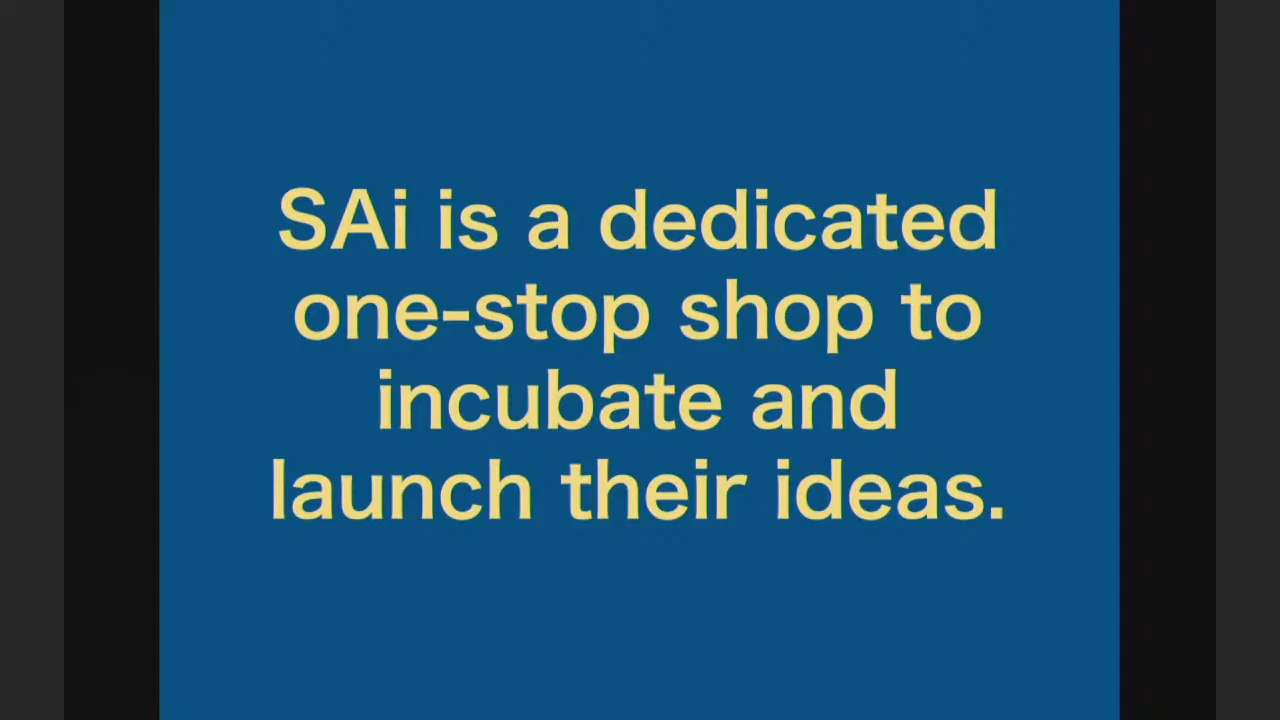 SAi is a dedicated
one-stop shop to
incubate and
launch their ideas.